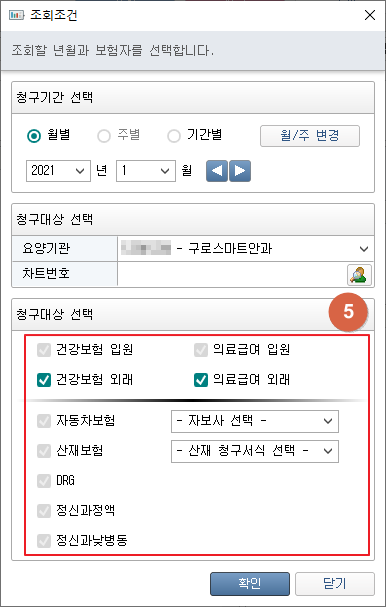 조회조건
조회할 년월과 보험자를 선택합니다.
청구기간 선택
월별 주별 기간별 월/주 변경
2021 년 1 월
청구대상 선택
요양기관 - 구로스마트안과
차트번호
청구대상 선택 5
건강보험 입원 의료급여 입원
건강보험 외래 의료급여 외래
자동차보험 - 자보사 선택 -
산재보험 - 산재 청구서식 선택 -
DRG
정신과정액
정신과낮병동
확인 닫기